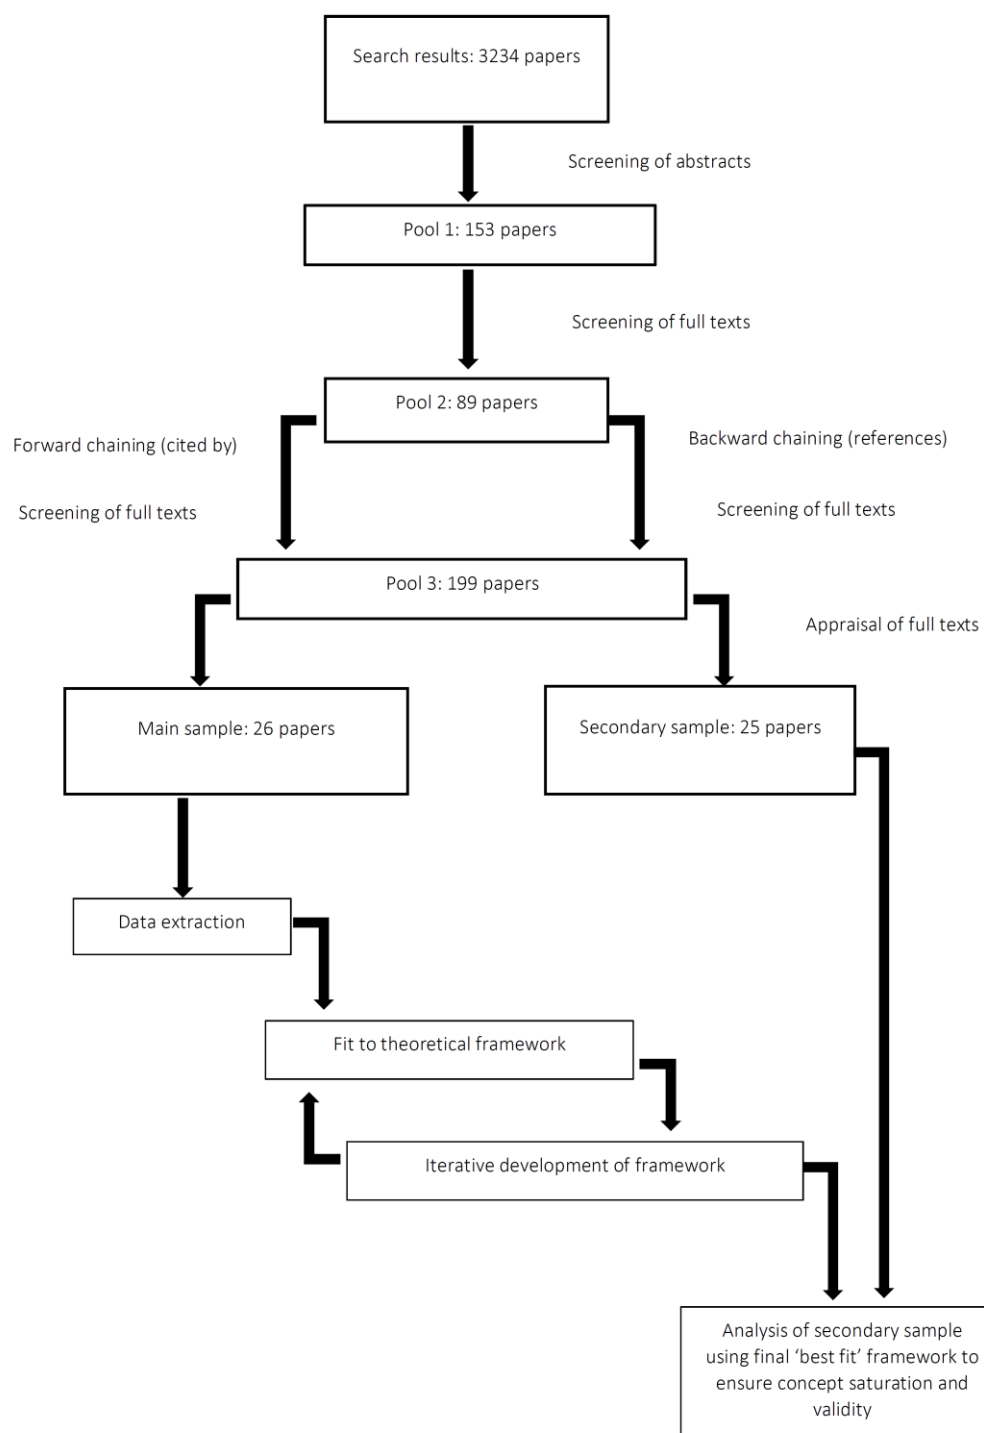 Search results: 3234 papers
Screening of abstracts
Pool 1: 153 papers
Screening of full texts
Pool 2: 89 papers
Forward chaining (cited by)
Backward chaining (references)
Screening of full texts
Screening of full texts
Pool 3: 199 papers
Appraisal of full texts
Main sample: 26 papers
Secondary sample: 25 papers
Data extraction
Fit to theoretical framework
Iterative development of framework
Analysis of secondary sample
using final ‘best fit’ framework to
ensure concept saturation and
validity